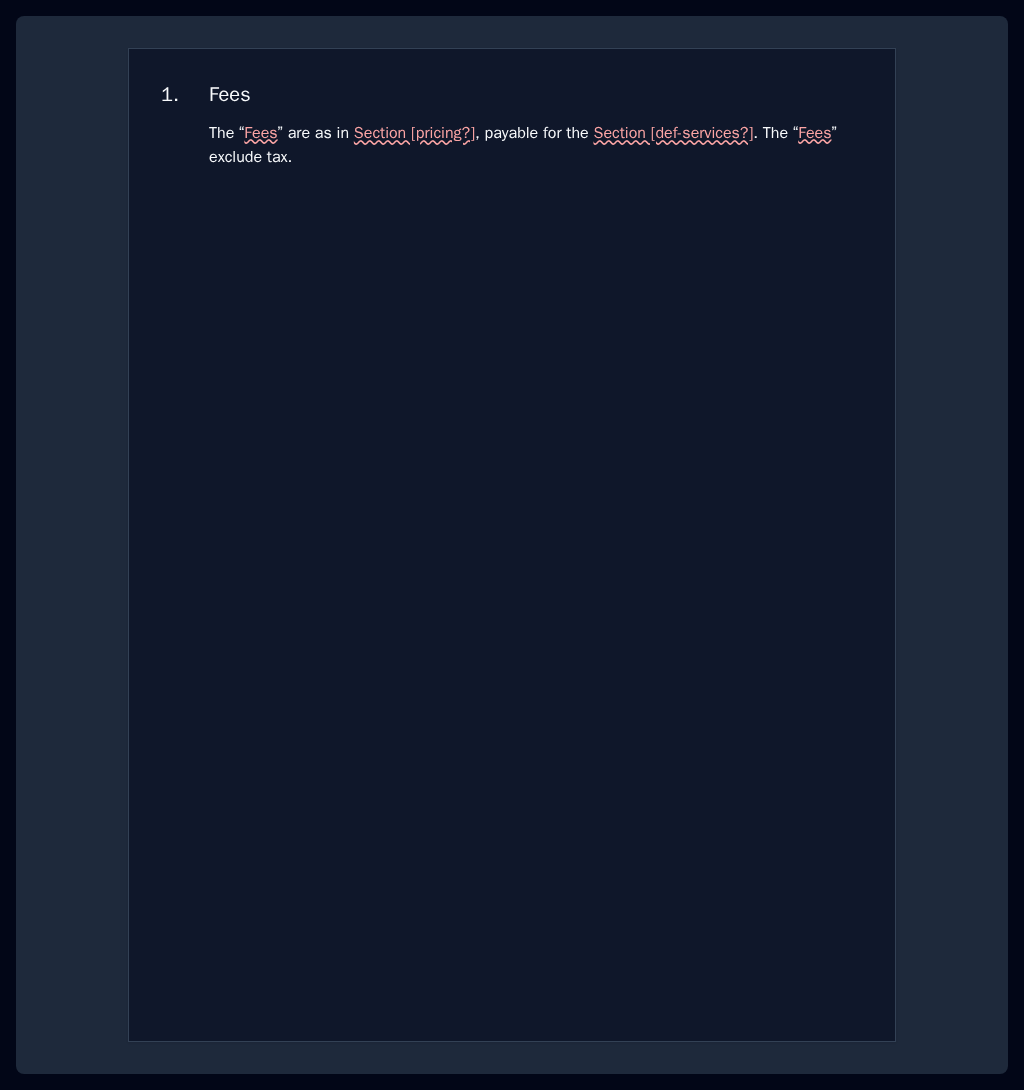 1. Fees
The “Fees” are as in Section [pricing?], payable for the Section [def-services?]. The “Fees”
exclude tax.